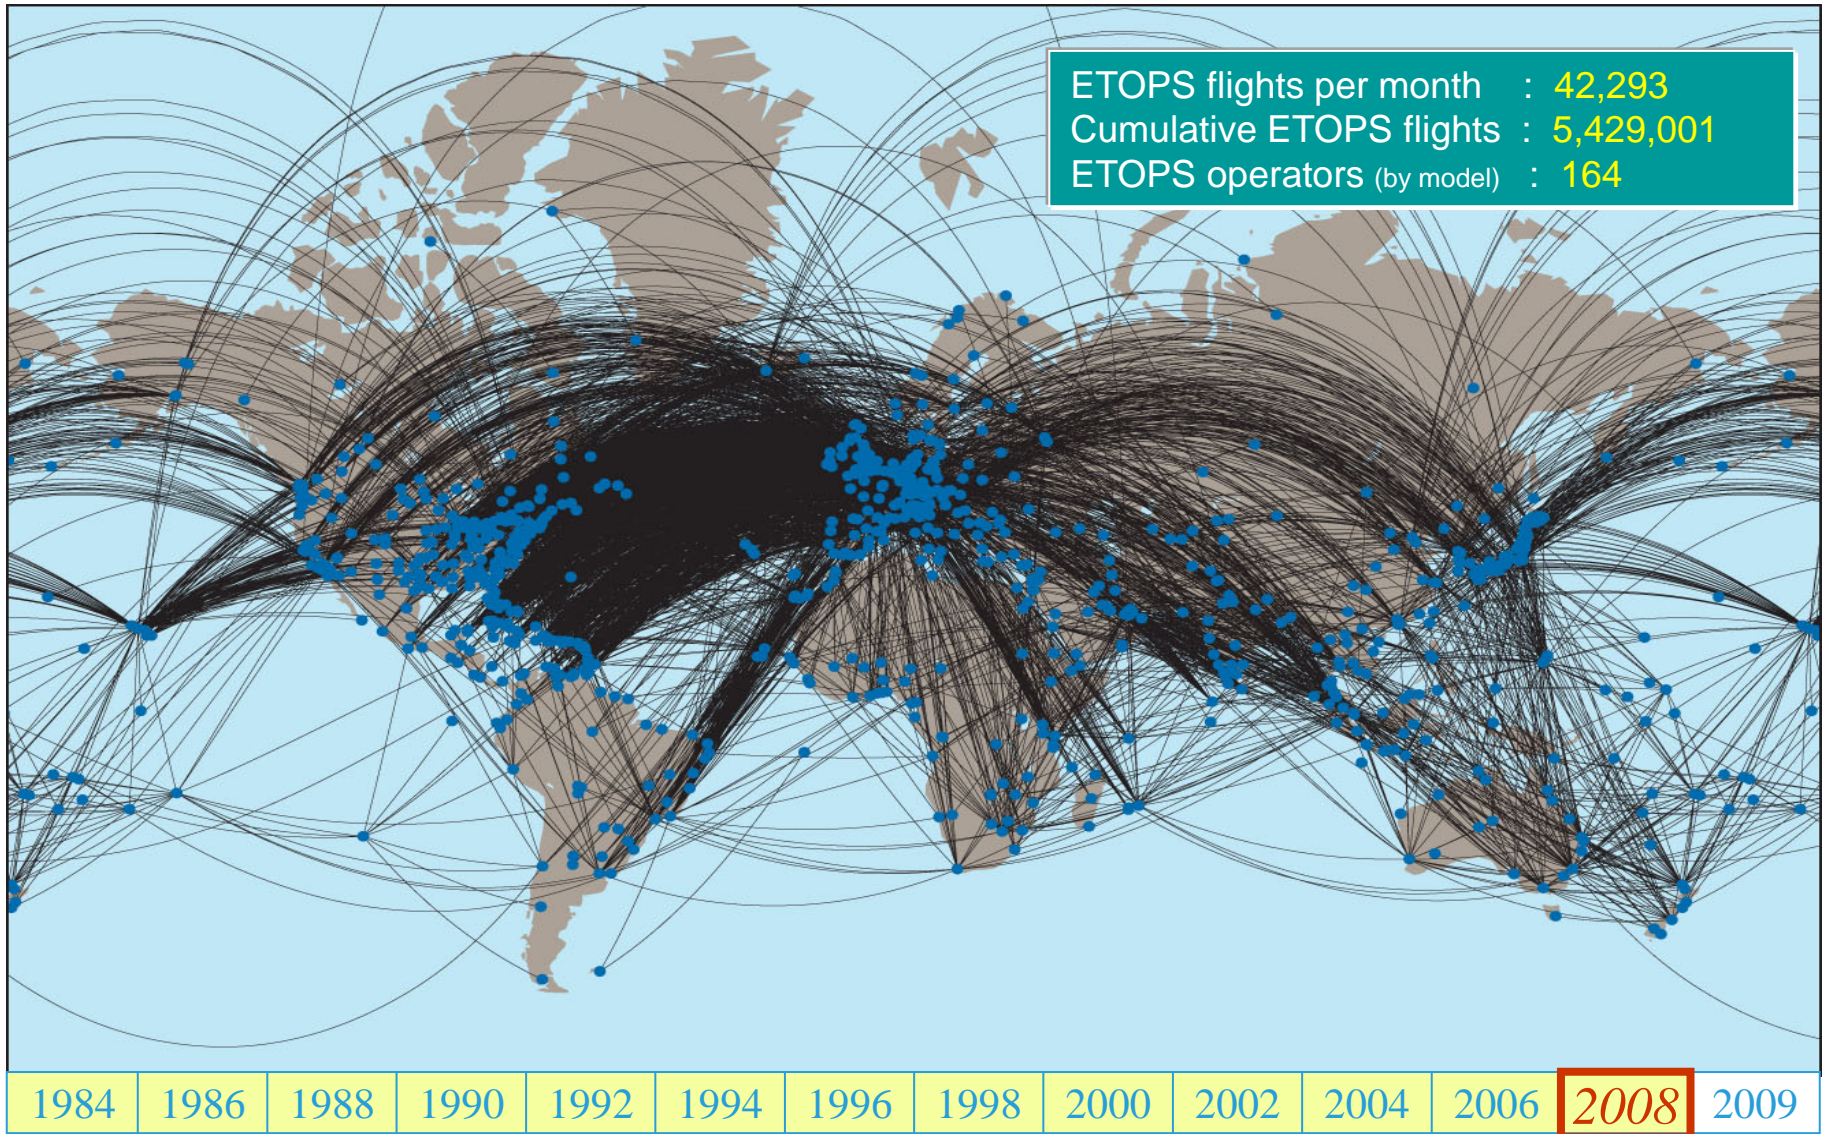 ETOPS flights per month : 42,293
Cumulative ETOPS flights : 5,429,001
ETOPS operators (by model) : 164
1984 1986 1988 1990 1992 1994 1996 1998 2000 2002 2004 2006 2008 2009